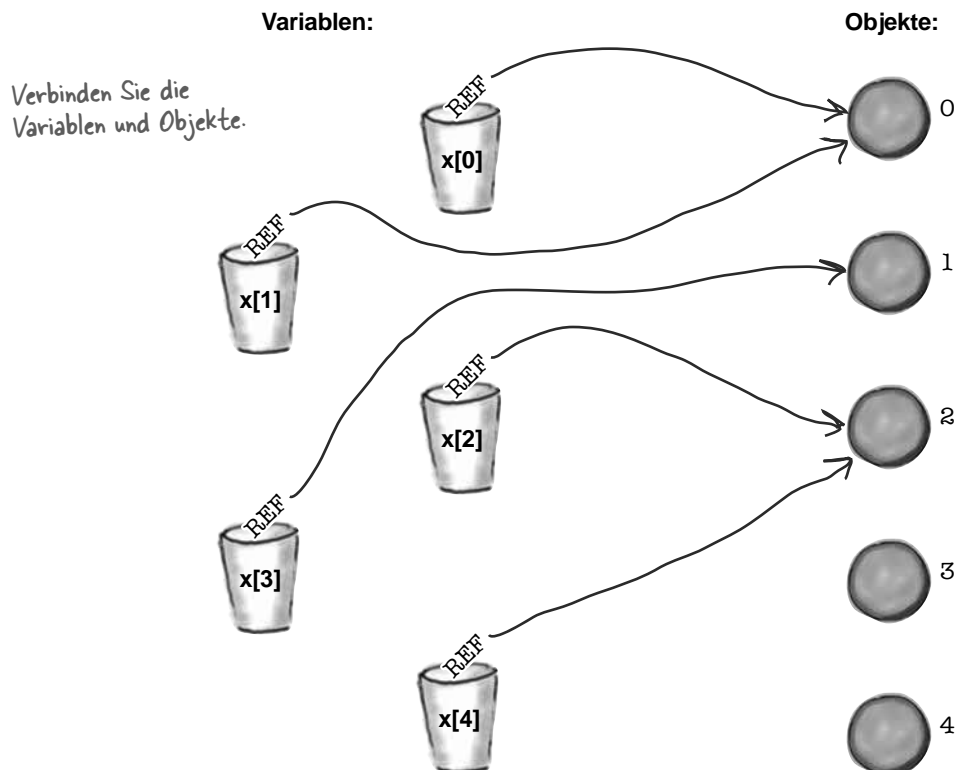 Variablen:
Objekte:
Verbinden Sie die
Variablen und Objekte.
REF
x[0]
0
REF
x[1]
1
REF
x[2]
2
REF
x[3]
3
REF
x[4]
4